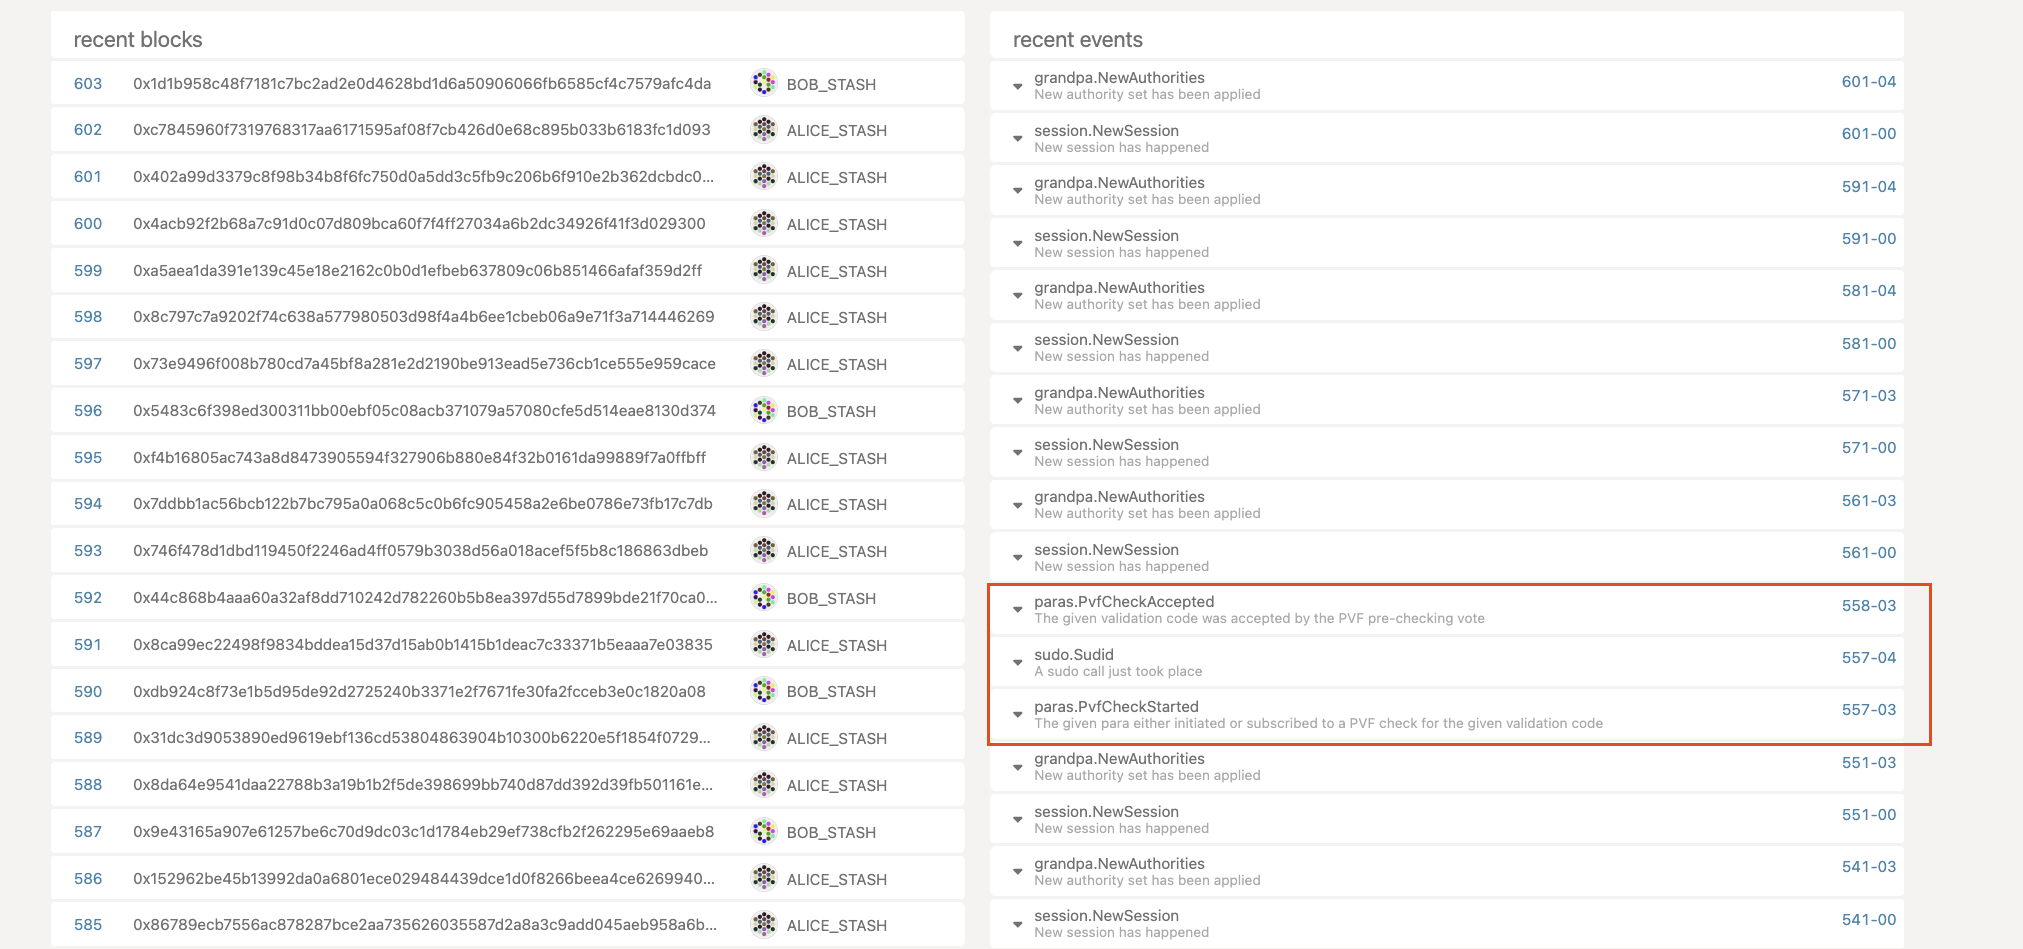 recent blocks
603 0x1d1b958c48f7181c7bc2ad2e0d4628bd1d6a50906066fb6585cf4c7579afc4da BOB_STASH
602 0xc7845960f7319768317aa6171595af08f7cb426d0e68c895b033b6183fc1d093 ALICE_STASH
601 0x402a99d3379c8f98b34b8f6fc750d0a5dd3c5fb9c206b6f910e2b362dcbdc0... ALICE_STASH
600 0x4acb92f2b68a7c91d0c07d809bca60f7f4ff27034a6b2dc34926f41f3d029300 ALICE_STASH
599 0xa5aea1da391e139c45e18e2162c0b0d1efbeb637809c06b851466afaf359d2ff ALICE_STASH
598 0x8c797c7a9202f74c638a577980503d98f4a4b6ee1cbeb06a9e71f3a714446269 ALICE_STASH
597 0x73e9496f008b780cd7a45bf8a281e2d2190be913ead5e736cb1ce555e959cace ALICE_STASH
596 0x5483c6f398ed300311bb00ebf05c08acb371079a57080cfe5d514eae8130d374 BOB_STASH
595 0xf4b16805ac743a8d8473905594f327906b880e84f32b0161da99889f7a0ffbff ALICE_STASH
594 0x7ddbb1ac56bcb122b7bc795a0a068c5c0b6fc905458a2e6be0786e73fb17c7db ALICE_STASH
593 0x746f478d1dbd119450f2246ad4ff0579b3038d56a018acef5f5b8c186863dbeb ALICE_STASH
592 0x44c868b4aaa60a32af8dd710242d782260b5b8ea397d55d7899bde21f70ca0... BOB_STASH
591 0x8ca99ec22498f9834bddea15d37d15ab0b1415b1deac7c33371b5eaaa7e03835 ALICE_STASH
590 0xdb924c8f73e1b5d95de92d2725240b3371e2f7671fe30fa2fcceb3e0c1820a08 BOB_STASH
589 0x31dc3d9053890ed9619ebf136cd53804863904b10300b6220e5f1854f0729... ALICE_STASH
588 0x8da64e9541daa22788b3a19b1b2f5de398699bb740d87dd392d39fb501161e... ALICE_STASH
587 0x9e43165a907e61257be6c70d9dc03c1d1784eb29ef738cfb2f262295e69aaeb8 BOB_STASH
586 0x152962be45b13992da0a6801ece029484439dce1d0f8266beea4ce6269940... ALICE_STASH
585 0x86789ecb7556ac878287bce2aa735626035587d2a8a3c9add045aeb958a6b... ALICE_STASH
recent events
grandpa.NewAuthorities 601-04
New authority set has been applied
session.NewSession 601-00
New session has happened
grandpa.NewAuthorities 591-04
New authority set has been applied
session.NewSession 591-00
New session has happened
grandpa.NewAuthorities 581-04
New authority set has been applied
session.NewSession 581-00
New session has happened
grandpa.NewAuthorities 571-03
New authority set has been applied
session.NewSession 571-00
New session has happened
grandpa.NewAuthorities 561-03
New authority set has been applied
session.NewSession 561-00
New session has happened
paras.PvfCheckAccepted 558-03
The given validation code was accepted by the PVF pre-checking vote
sudo.Sudid 557-04
A sudo call just took place
paras.PvfCheckStarted 557-03
The given para either initiated or subscribed to a PVF check for the given validation code
grandpa.NewAuthorities 551-03
New authority set has been applied
session.NewSession 551-00
New session has happened
grandpa.NewAuthorities 541-03
New authority set has been applied
session.NewSession 541-00
New session has happened